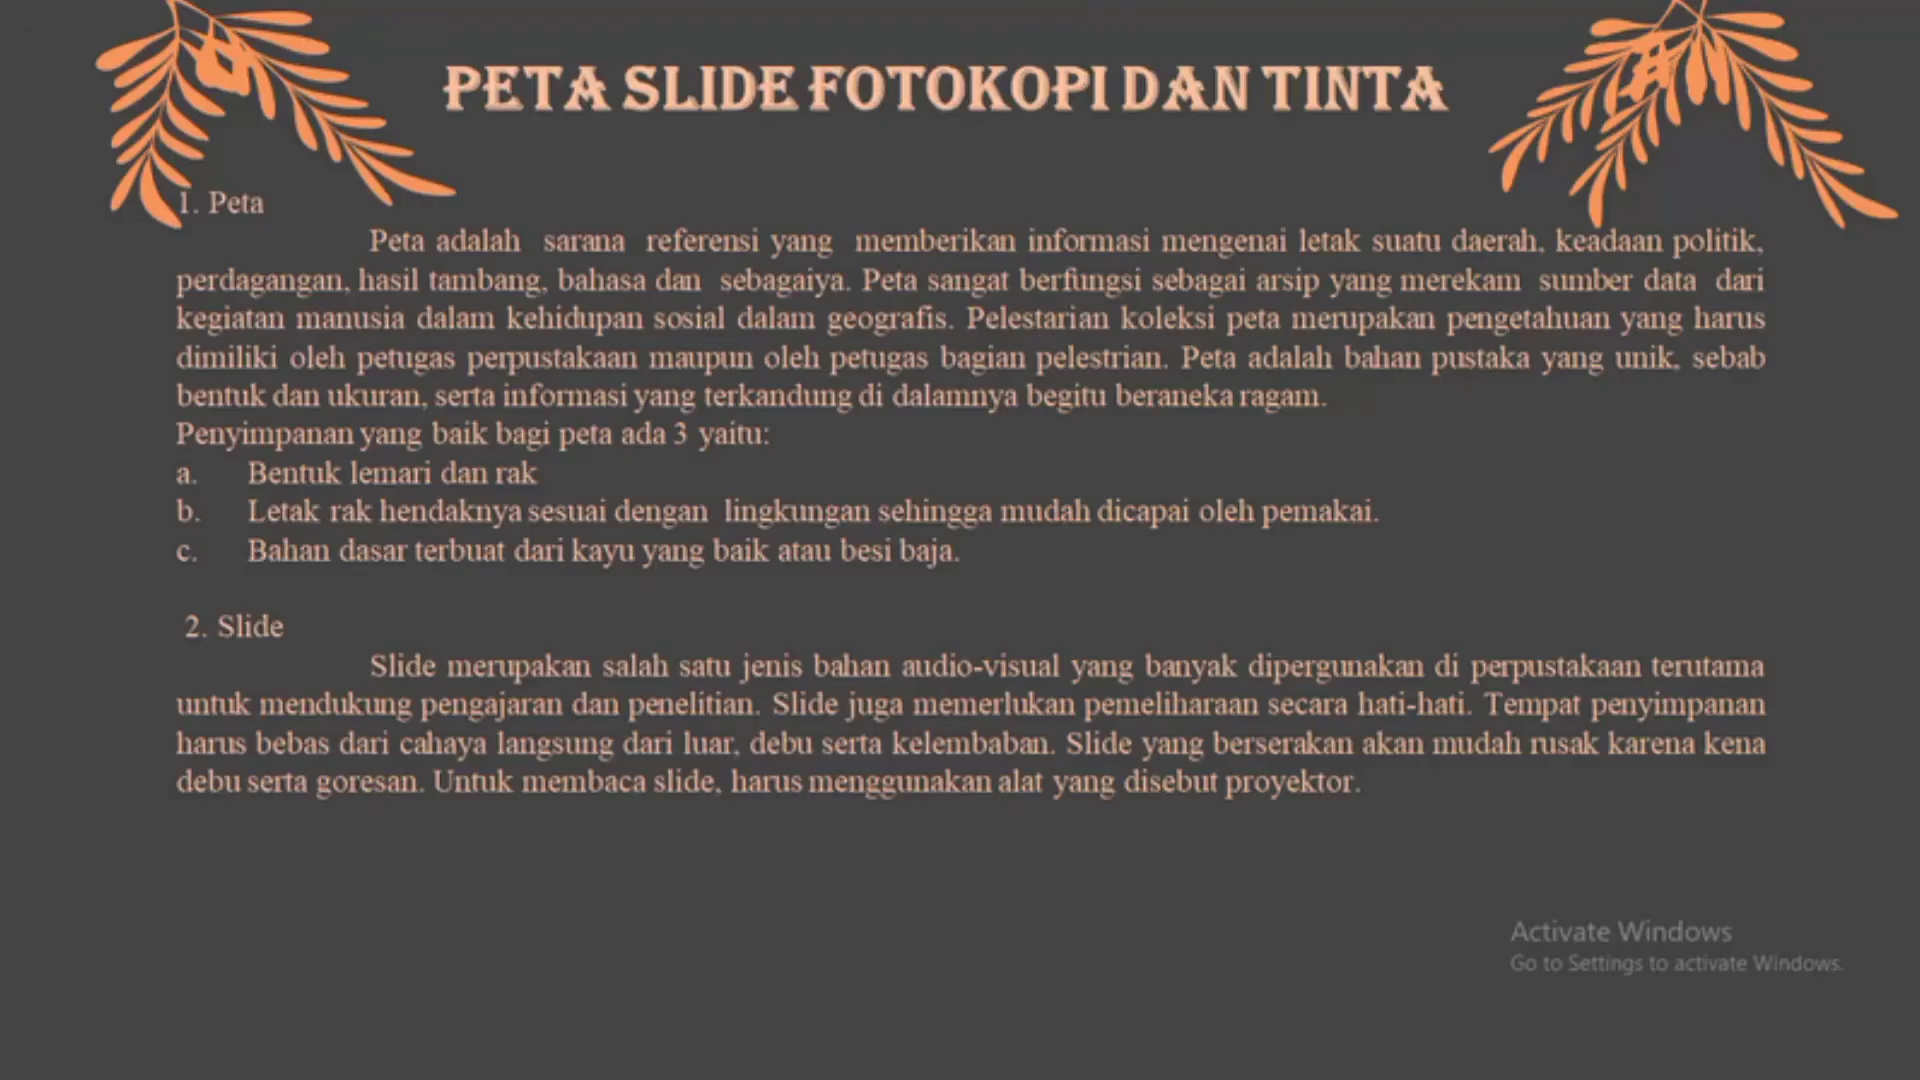 PETA SLIDE FOTOKOPI DAN TINTA
1. Peta
Peta adalah sarana referensi yang memberikan informasi mengenai letak suatu daerah, keadaan politik,
perdagangan, hasil tambang, bahasa dan sebagaiya. Peta sangat berfungsi sebagai arsip yang merekam sumber data dari
kegiatan manusia dalam kehidupan sosial dalam geografis. Pelestarian koleksi peta merupakan pengetahuan yang harus
dimiliki oleh petugas perpustakaan maupun oleh petugas bagian pelestrian. Peta adalah bahan pustaka yang unik, sebab
bentuk dan ukuran, serta informasi yang terkandung di dalamnya begitu beraneka ragam.
Penyimpanan yang baik bagi peta ada 3 yaitu:
a. Bentuk lemari dan rak
b. Letak rak hendaknya sesuai dengan lingkungan sehingga mudah dicapai oleh pemakai.
c. Bahan dasar terbuat dari kayu yang baik atau besi baja.
2. Slide
Slide merupakan salah satu jenis bahan audio-visual yang banyak dipergunakan di perpustakaan terutama
untuk mendukung pengajaran dan penelitian. Slide juga memerlukan pemeliharaan secara hati-hati. Tempat penyimpanan
harus bebas dari cahaya langsung dari luar, debu serta kelembaban. Slide yang berserakan akan mudah rusak karena kena
debu serta goresan. Untuk membaca slide, harus menggunakan alat yang disebut proyektor.
Activate Windows
Go to Settings to activate Windows.